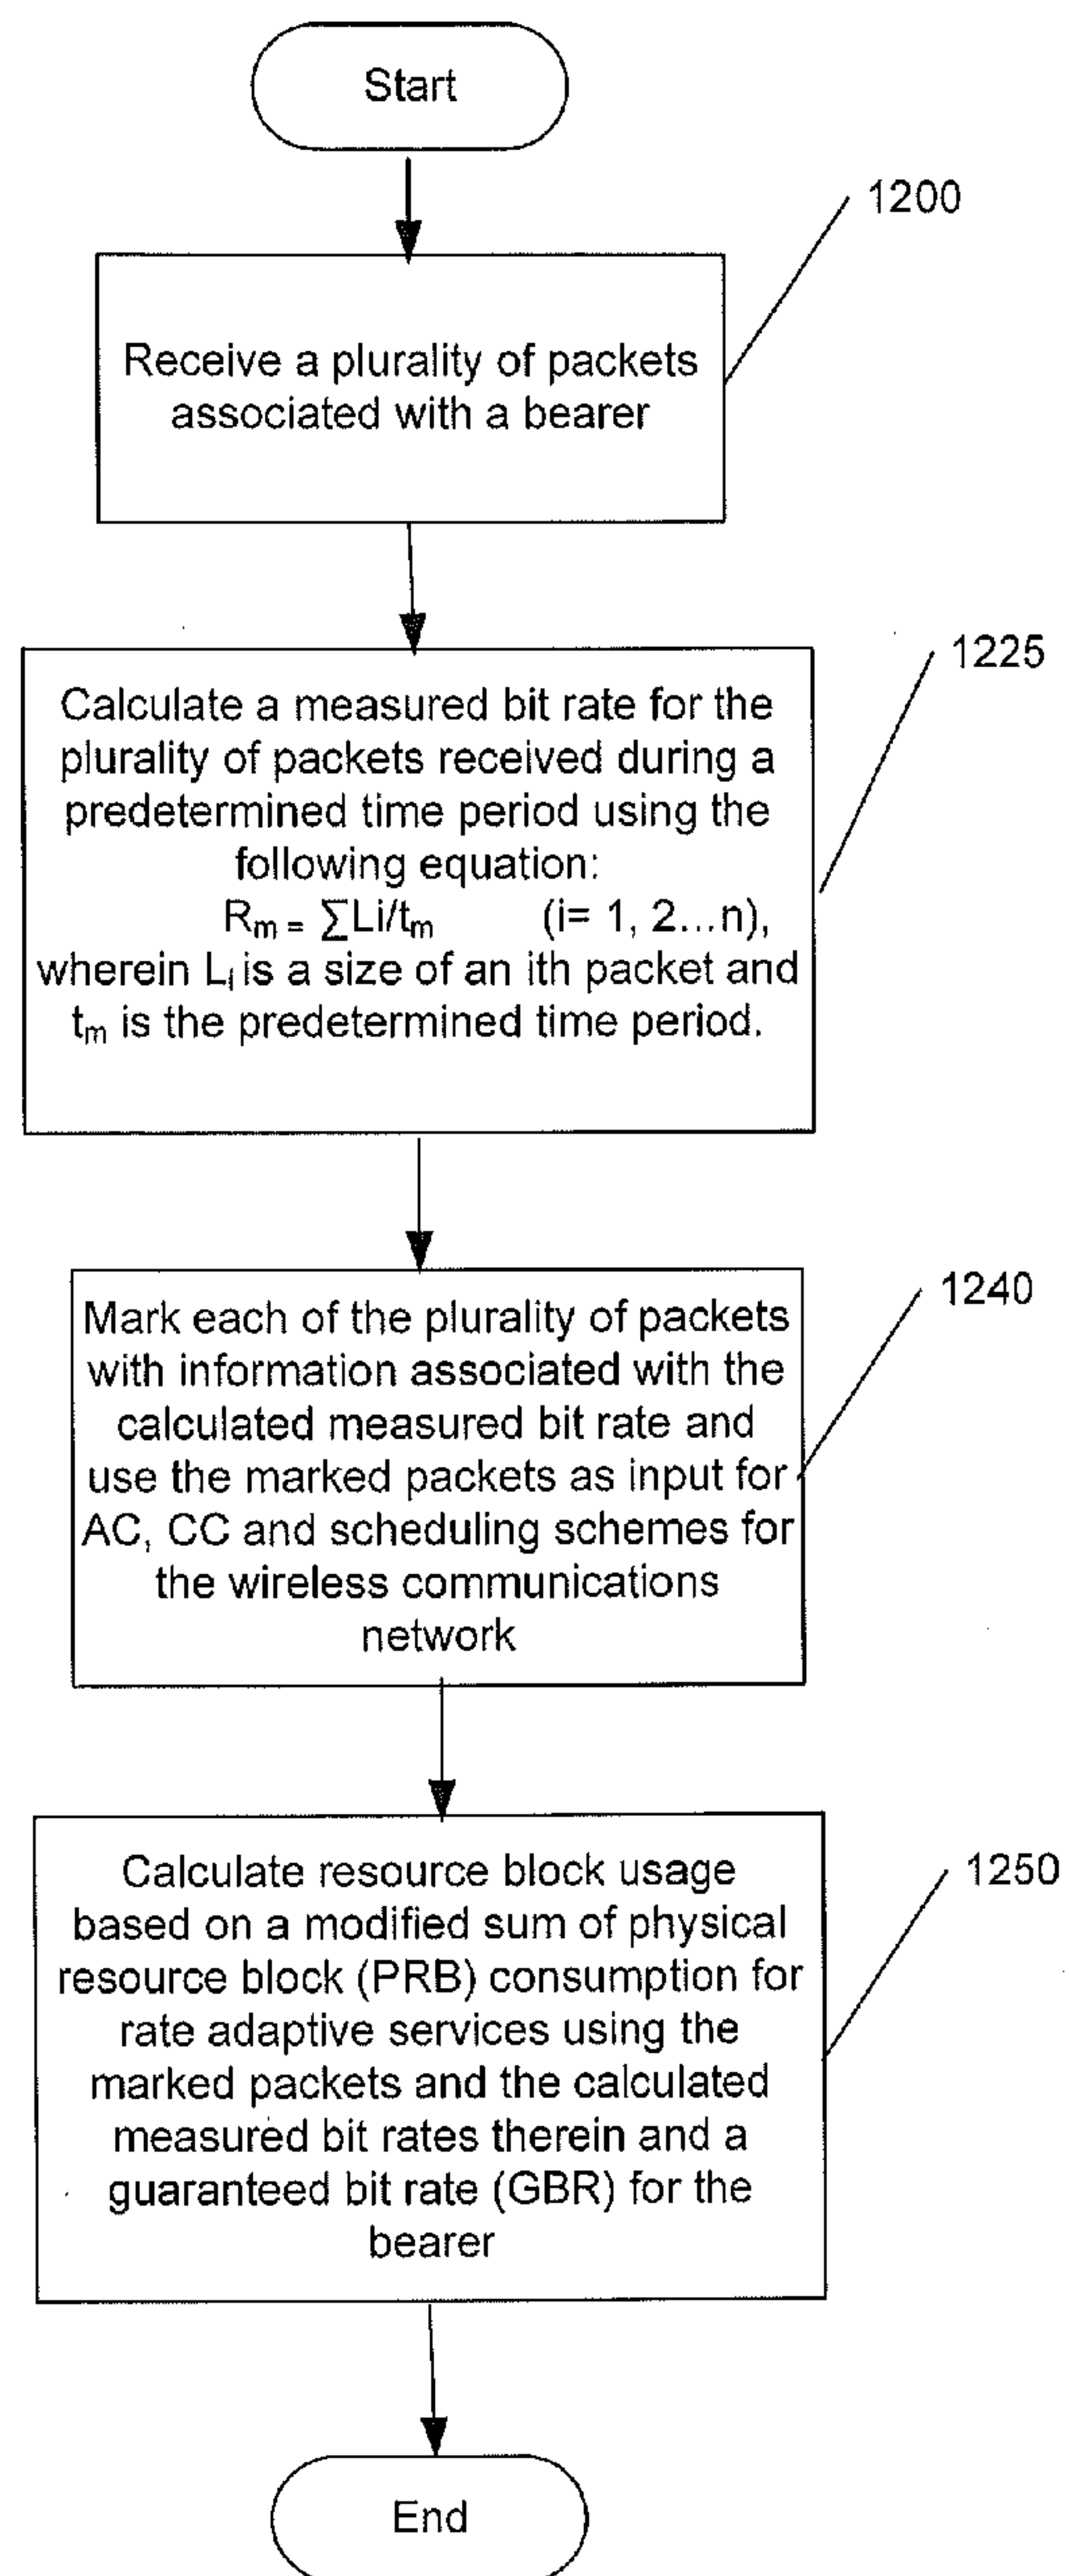 Start
1200
Receive a plurality of packets
associated with a bearer
1225
Calculate a measured bit rate for the
plurality of packets received during a
predetermined time period using the
following equation:
Rₘ = ∑Li/tₘ (i= 1, 2...n),
wherein Lᵢ is a size of an ith packet and
tₘ is the predetermined time period.
1240
Mark each of the plurality of packets
with information associated with the
calculated measured bit rate and
use the marked packets as input for
AC, CC and scheduling schemes for
the wireless communications
network
1250
Calculate resource block usage
based on a modified sum of physical
resource block (PRB) consumption for
rate adaptive services using the
marked packets and the calculated
measured bit rates therein and a
guaranteed bit rate (GBR) for the
bearer
End